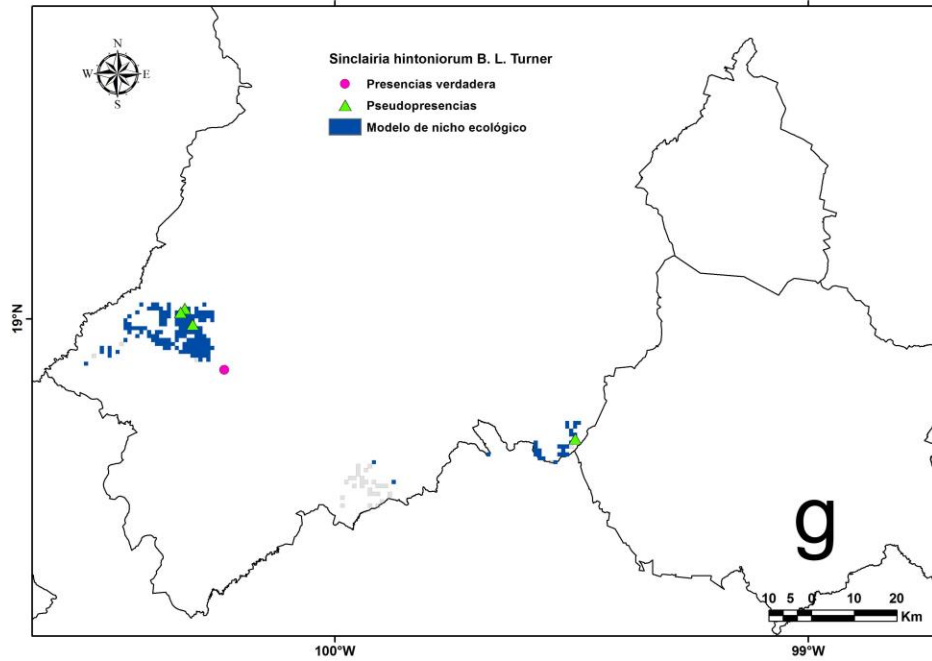 N
W E
S
Sinclairia hintoniorum B. L. Turner
Presencias verdadera
Pseudopresencias
Modelo de nicho ecológico
19°N
g
10 5 0 10 20
Km
100°W 99°W